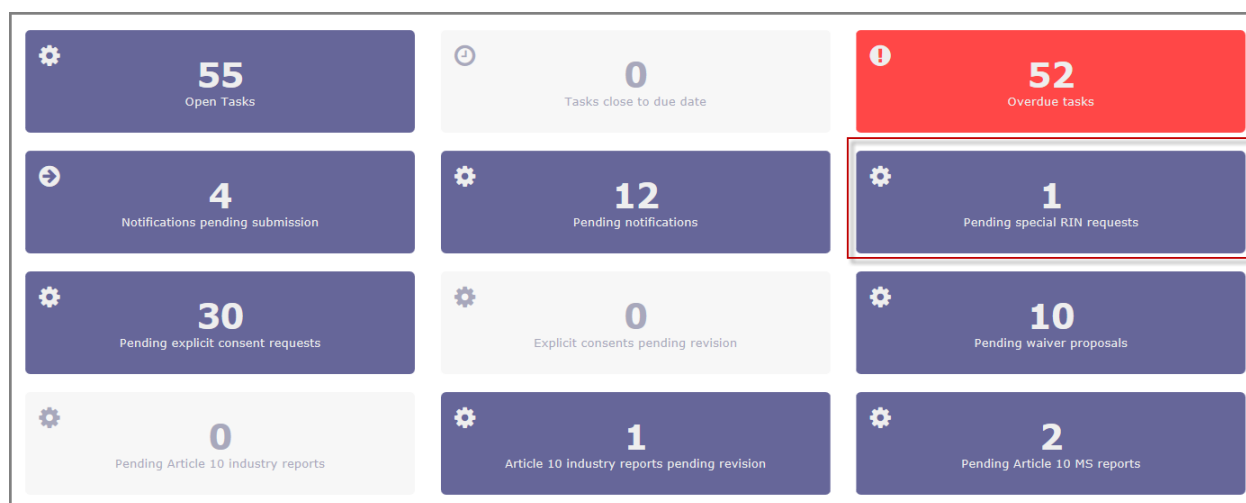 55
Open Tasks
0
Tasks close to due date
52
Overdue tasks
4
Notifications pending submission
12
Pending notifications
1
Pending special RIN requests
30
Pending explicit consent requests
0
Explicit consents pending revision
10
Pending waiver proposals
0
Pending Article 10 industry reports
1
Article 10 industry reports pending revision
2
Pending Article 10 MS reports